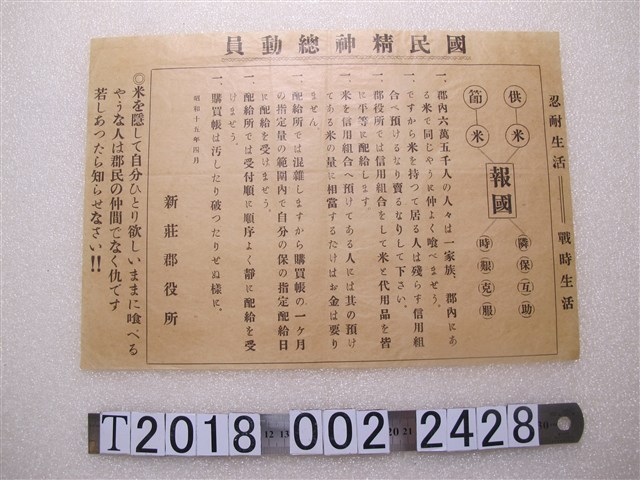 國民精神總動員
忍耐生活━━戰時生活
供米
節米
報國
隣保互助
時艱克服
一、郡內六萬五千人の人々は一家族、郡內にあ
る米で同じやうに仲よく喰べませう。
一、ですから米を持つて居る人は殘らず信用組
合へ預けるなり賣るなりして下さい。
一、郡役所では信用組合をして米と代用品を皆
に平等に配給します。
一、米を信用組合へ預けてある人には其の預け
てある米の量に相當するだけはお金は要り
ません。
一、配給所では混雜しますから購買帳の一ケ月
の指定量の範圍內で自分の保の指定配給日
に配給を受けませう。
一、配給所では受付順に順序よく靜に配給を受
けませう。
一、購買帳は汚したり破つたりせぬ樣に。
昭和十五年四月
新莊郡役所
◎米を隱して自分ひとり欲しいままに喰べる
やうな人は郡民の仲間でなく仇です
若しあつたら知らせなさい!!
T2018 002 2428
12 13 20 21 30